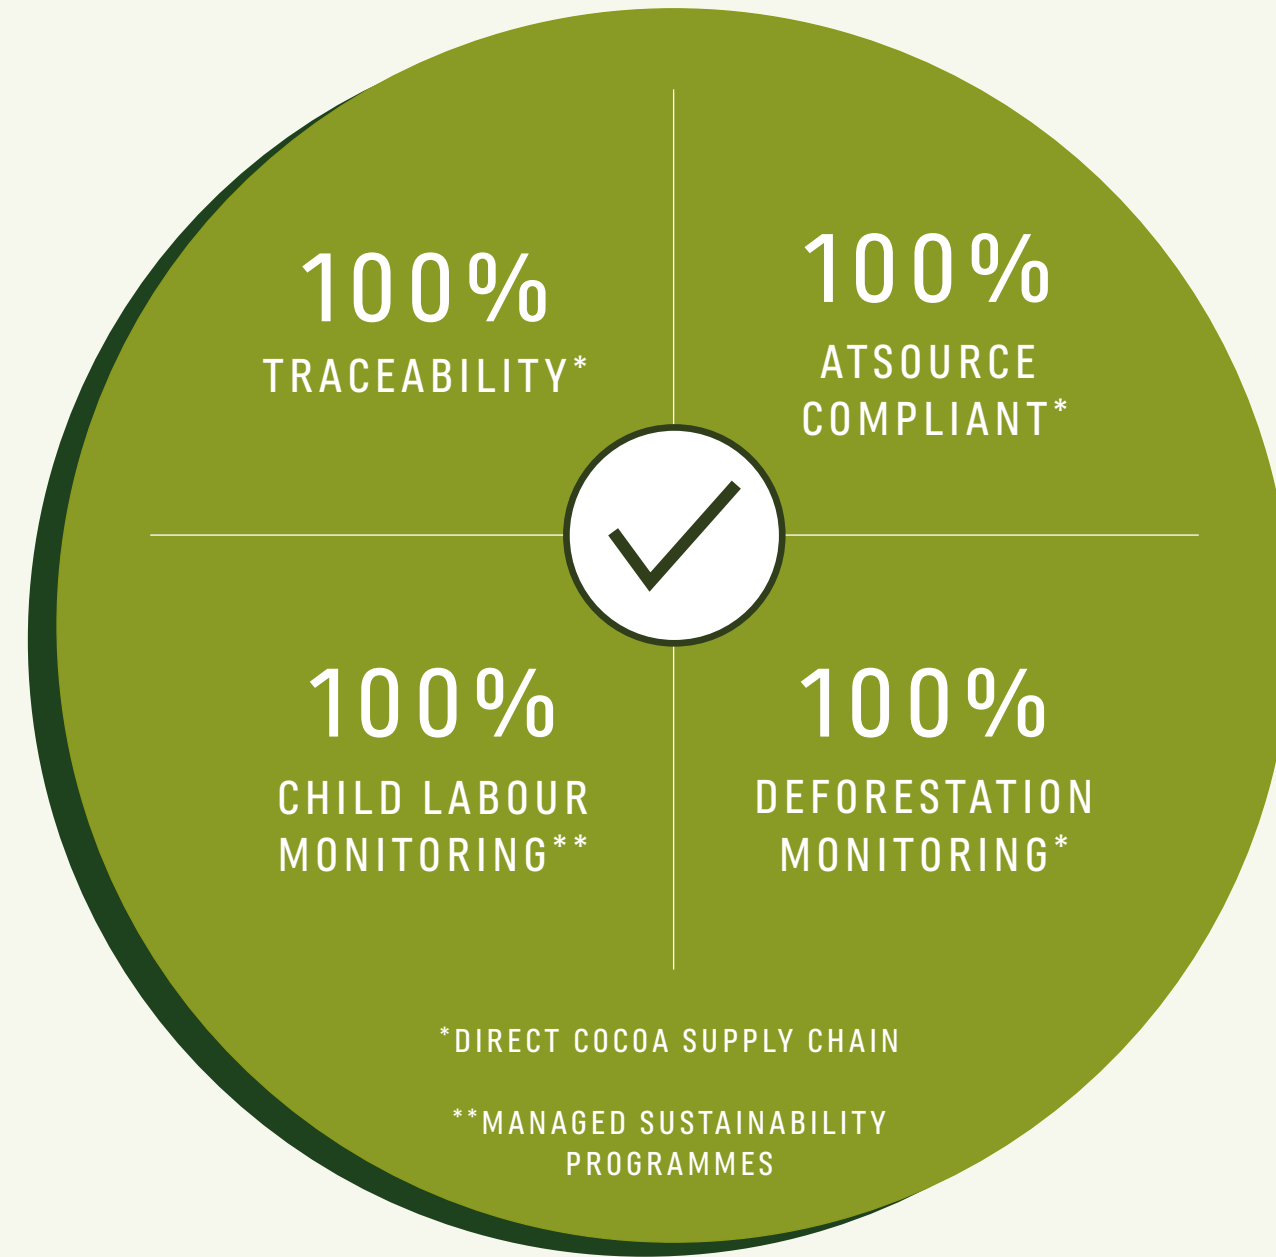 100%
TRACEABILITY*
100%
ATSOURCE
COMPLIANT*
100%
CHILD LABOUR
MONITORING**
100%
DEFORESTATION
MONITORING*
*DIRECT COCOA SUPPLY CHAIN
**MANAGED SUSTAINABILITY
PROGRAMMES